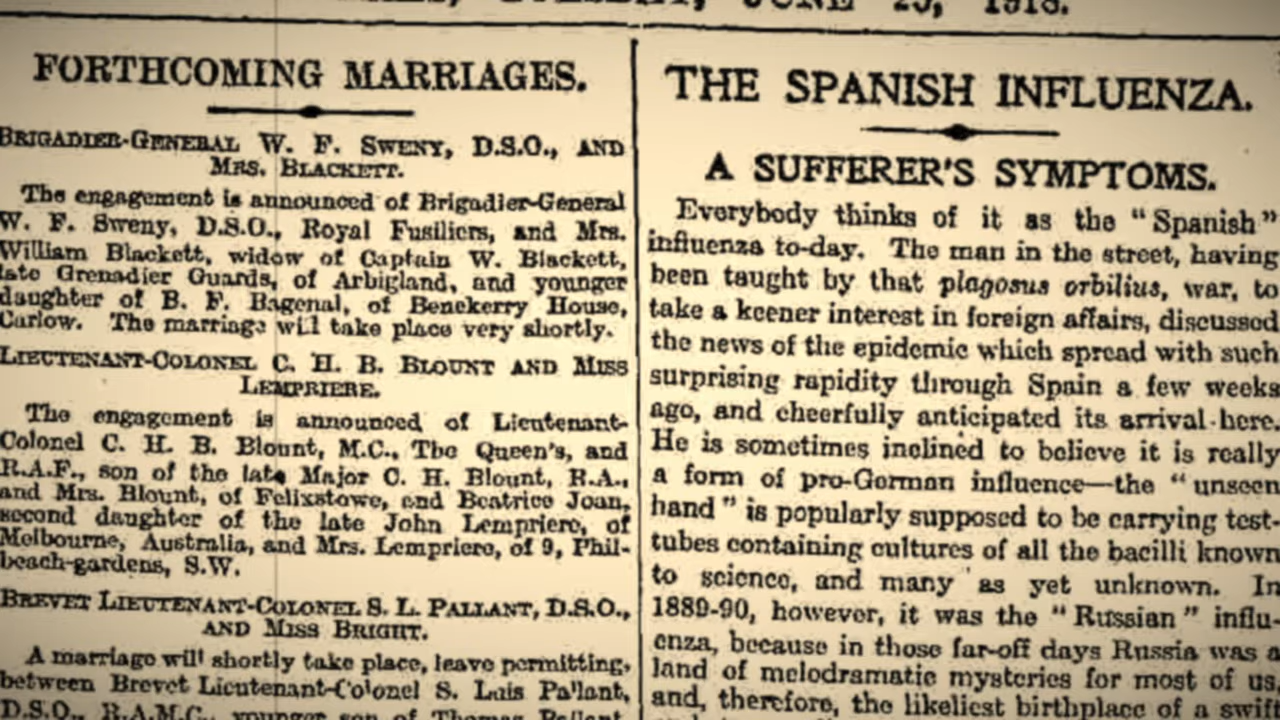 JUNE 25, 1918.
FORTHCOMING MARRIAGES.
BRIGADIER-GENERAL W. F. SWENY, D.S.O., AND
MRS. BLACKETT.
The engagement is announced of Brigadier-General
W. F. Sweny, D.S.O., Royal Fusiliers, and Mrs.
William Blackett, widow of Captain W. Blackett,
late Grenadier Guards, of Arbigland, and younger
daughter of B. F. Bagenal, of Benekerry House,
Carlow. The marriage will take place very shortly.
LIEUTENANT-COLONEL C. H. B. BLOUNT AND MISS
LEMPRIERE.
The engagement is announced of Lieutenant-
Colonel C. H. B. Blount, M.C., The Queen's, and
R.A.F., son of the late Major C. H. Blount, R.A.,
and Mrs. Blount, of Felixstowe, and Beatrice Joan,
second daughter of the late John Lempriere, of
Melbourne, Australia, and Mrs. Lempriere, of 9, Phil-
beach-gardens, S.W.
BREVET LIEUTENANT-COLONEL S. L. PALLANT, D.S.O.,
AND MISS BRIGHT.
A marriage will shortly take place, leave permitting,
between Brevet Lieutenant-Colonel S. Luis Pallant,
D.S.O., R.A.M.C., younger son of Thomas Pallant,
THE SPANISH INFLUENZA.
A SUFFERER'S SYMPTOMS.
Everybody thinks of it as the "Spanish"
influenza to-day. The man in the street, having
been taught by that plagosus orbilius, war, to
take a keener interest in foreign affairs, discussed
the news of the epidemic which spread with such
surprising rapidity through Spain a few weeks
ago, and cheerfully anticipated its arrival here.
He is sometimes inclined to believe it is really
a form of pro-German influence—the "unseen
hand" is popularly supposed to be carrying test-
tubes containing cultures of all the bacilli known
to science, and many as yet unknown. In
1889-90, however, it was the "Russian" influ-
enza, because in those far-off days Russia was a
land of melodramatic mysteries for most of us,
and, therefore, the likeliest birthplace of a swift